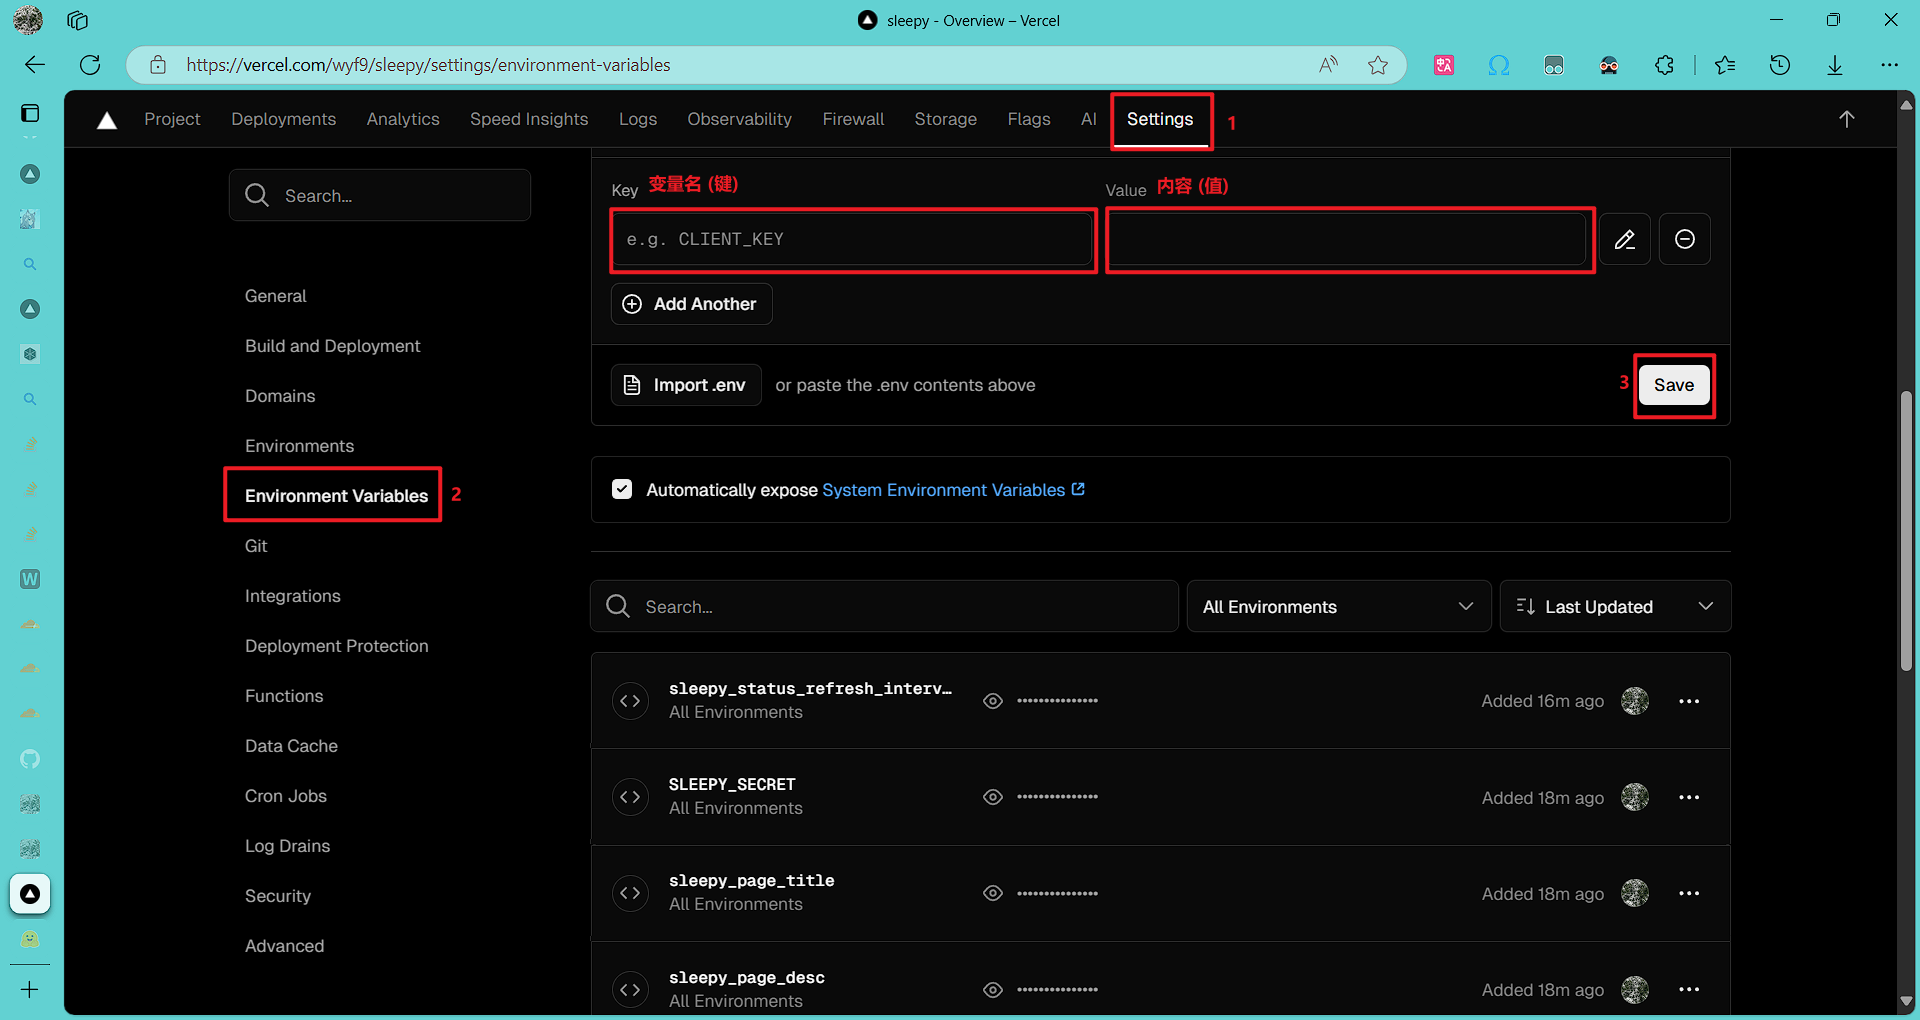 sleepy - Overview – Vercel
https://vercel.com/wyf9/sleepy/settings/environment-variables
Project Deployments Analytics Speed Insights Logs Observability Firewall Storage Flags AI Settings 1
Search...
General
Build and Deployment
Domains
Environments
Environment Variables 2
Git
Integrations
Deployment Protection
Functions
Data Cache
Cron Jobs
Log Drains
Security
Advanced
Key 变量名 (键) Value 内容 (值)
e.g. CLIENT_KEY
Add Another
Import .env or paste the .env contents above 3 Save
Automatically expose System Environment Variables
Search... All Environments Last Updated
sleepy_status_refresh_interv…
All Environments
•••••••••••••••
Added 16m ago
SLEEPY_SECRET
All Environments
•••••••••••••••
Added 18m ago
sleepy_page_title
All Environments
•••••••••••••••
Added 18m ago
sleepy_page_desc
All Environments
•••••••••••••••
Added 18m ago